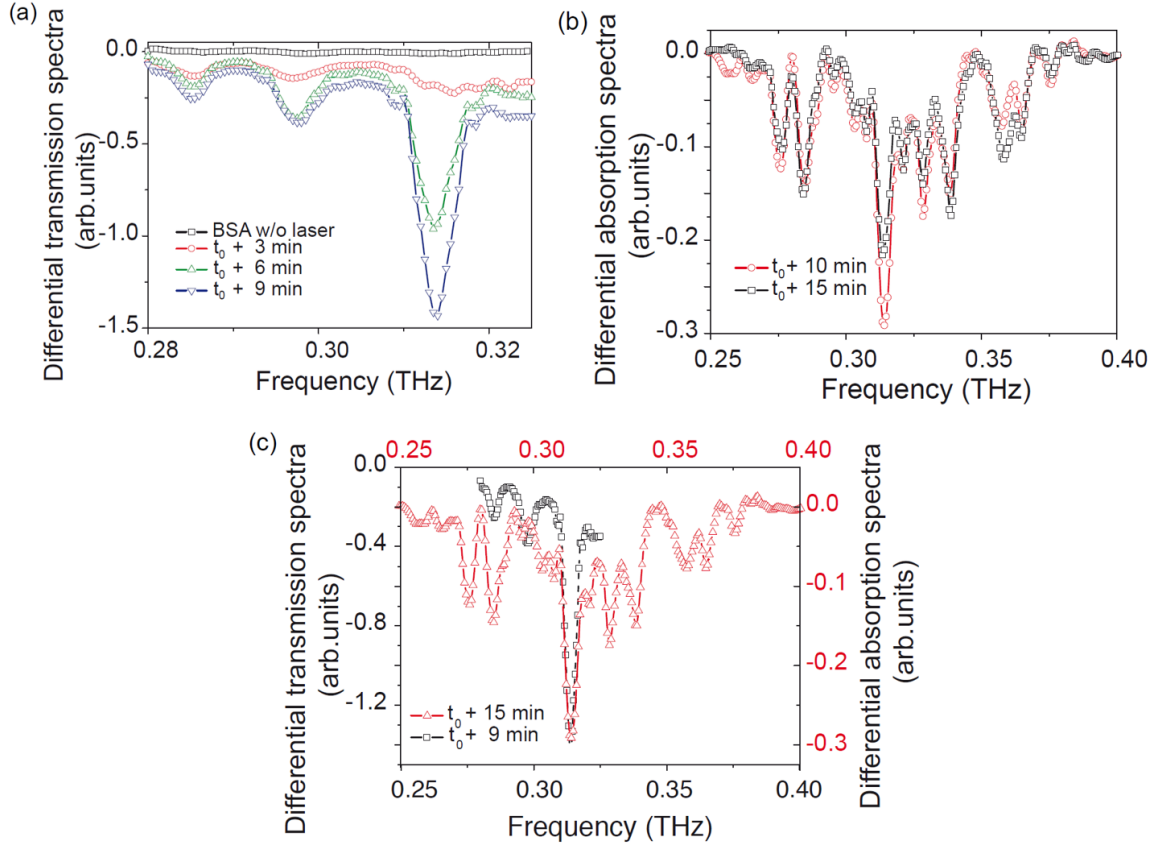 (a)
Differential transmission spectra
(arb.units)
0.0
-0.5
-1.0
-1.5
BSA w/o laser
t0 + 3 min
t0 + 6 min
t0 + 9 min
0.28
0.30
0.32
Frequency (THz)
(b)
Differential absorption spectra
(arb.units)
0.0
-0.1
-0.2
-0.3
t0 + 10 min
t0 + 15 min
0.25
0.30
0.35
0.40
Frequency (THz)
(c)
0.25
0.30
0.35
0.40
Differential transmission spectra
(arb.units)
0.0
-0.4
-0.8
-1.2
t0 + 15 min
t0 + 9 min
0.0
-0.1
-0.2
-0.3
Differential absorption spectra
(arb.units)
0.25
0.30
0.35
0.40
Frequency (THz)